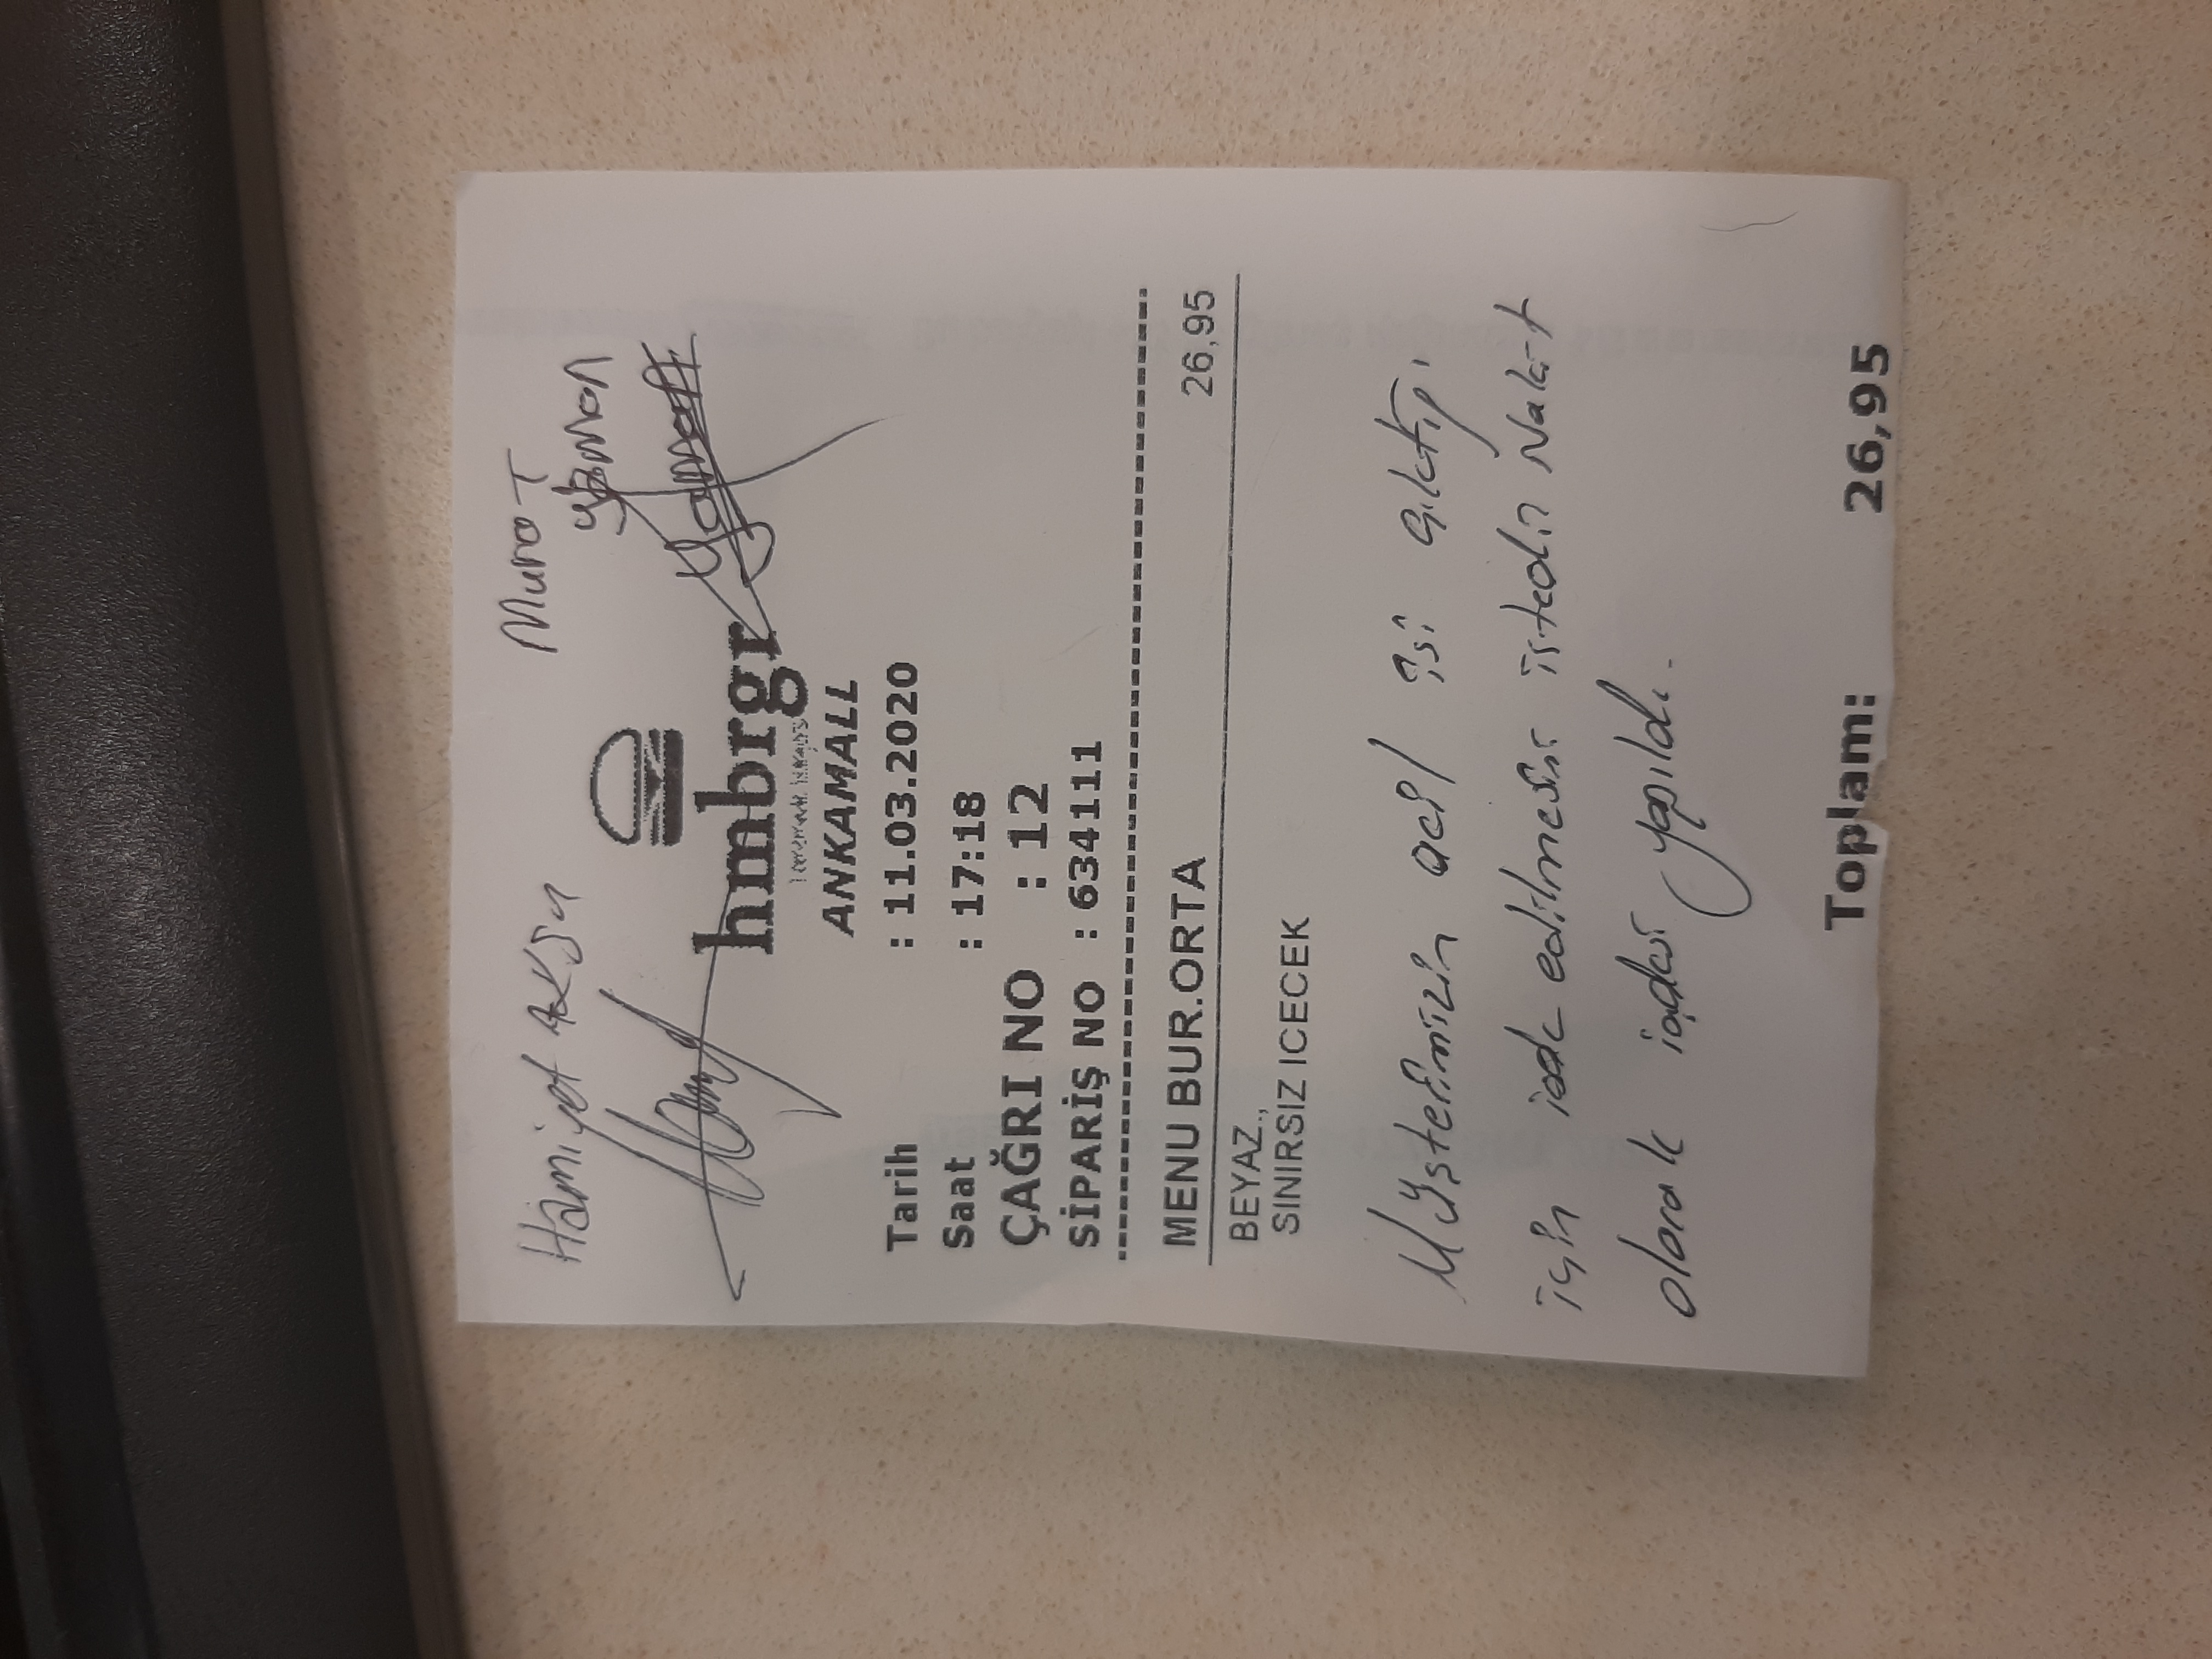 Hamiyet Aksu
Murat
yaman
Yaman
hmbrgr
ANKAMALL
Tarih : 11.03.2020
Saat : 17:18
ÇAĞRI NO : 12
SİPARİŞ NO : 634111
MENU BUR.ORTA 26,95
BEYAZ.,
SINIRSIZ ICECEK
Müşterimizin acil işi çıktığı
için iade edilmesini istedi Nakit
olarak iadesi yapıldı.
Toplam: 26,95